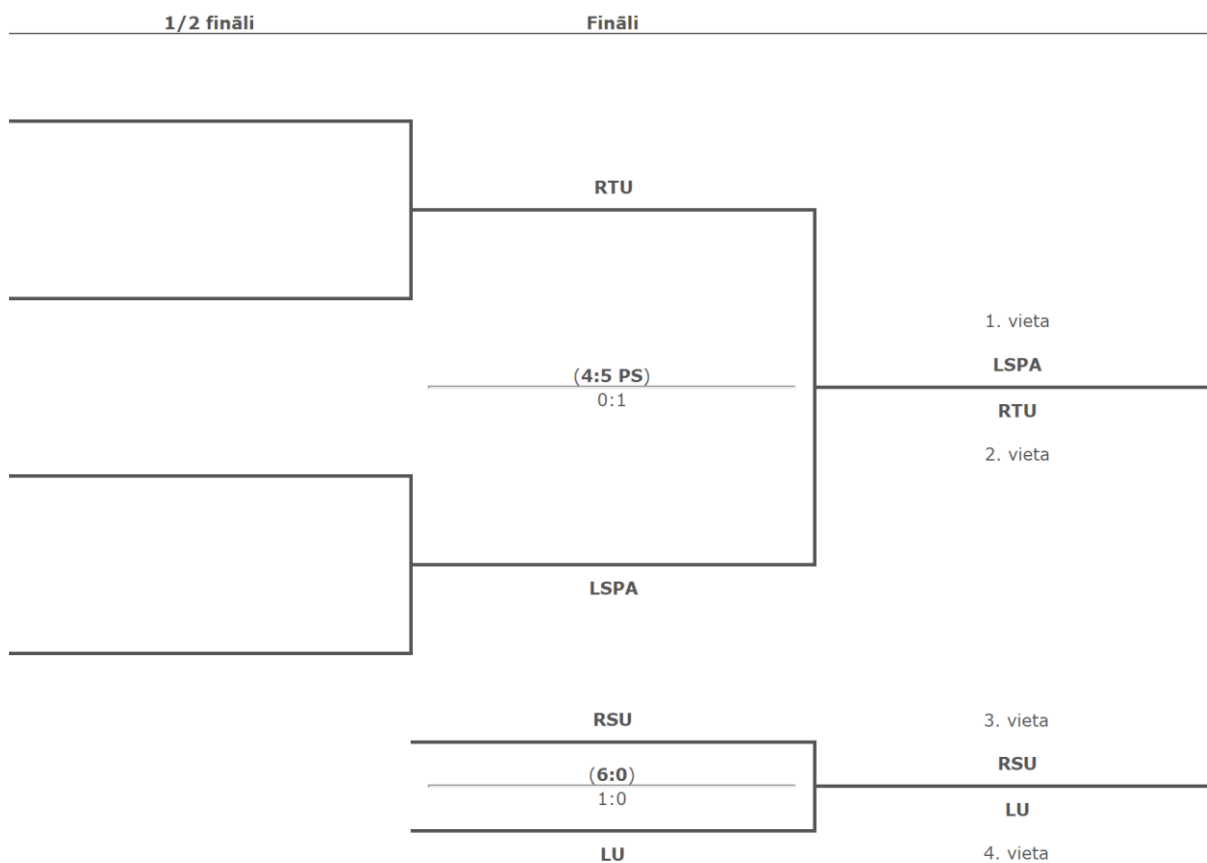 1/2 fināli Fināli
RTU
1. vieta
(4:5 PS)
LSPA
0:1
RTU
2. vieta
LSPA
RSU
3. vieta
(6:0)
RSU
1:0
LU
LU
4. vieta